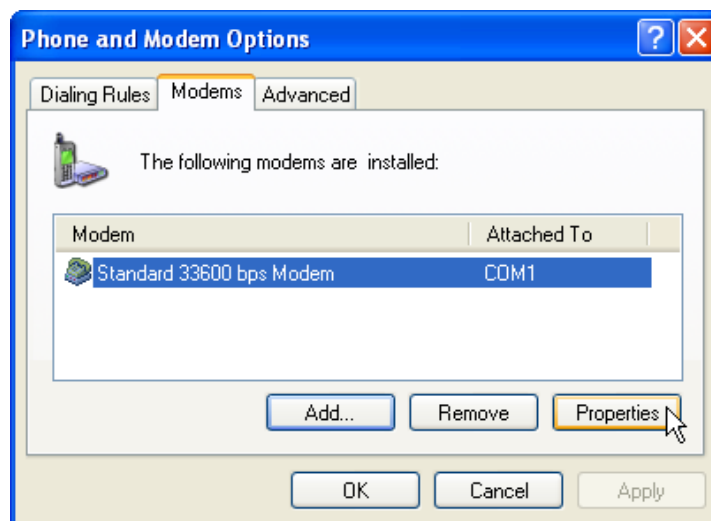 Phone and Modem Options
Dialing Rules Modems Advanced
The following modems are installed:
Modem Attached To
Standard 33600 bps Modem COM1
Add... Remove Properties
OK Cancel Apply